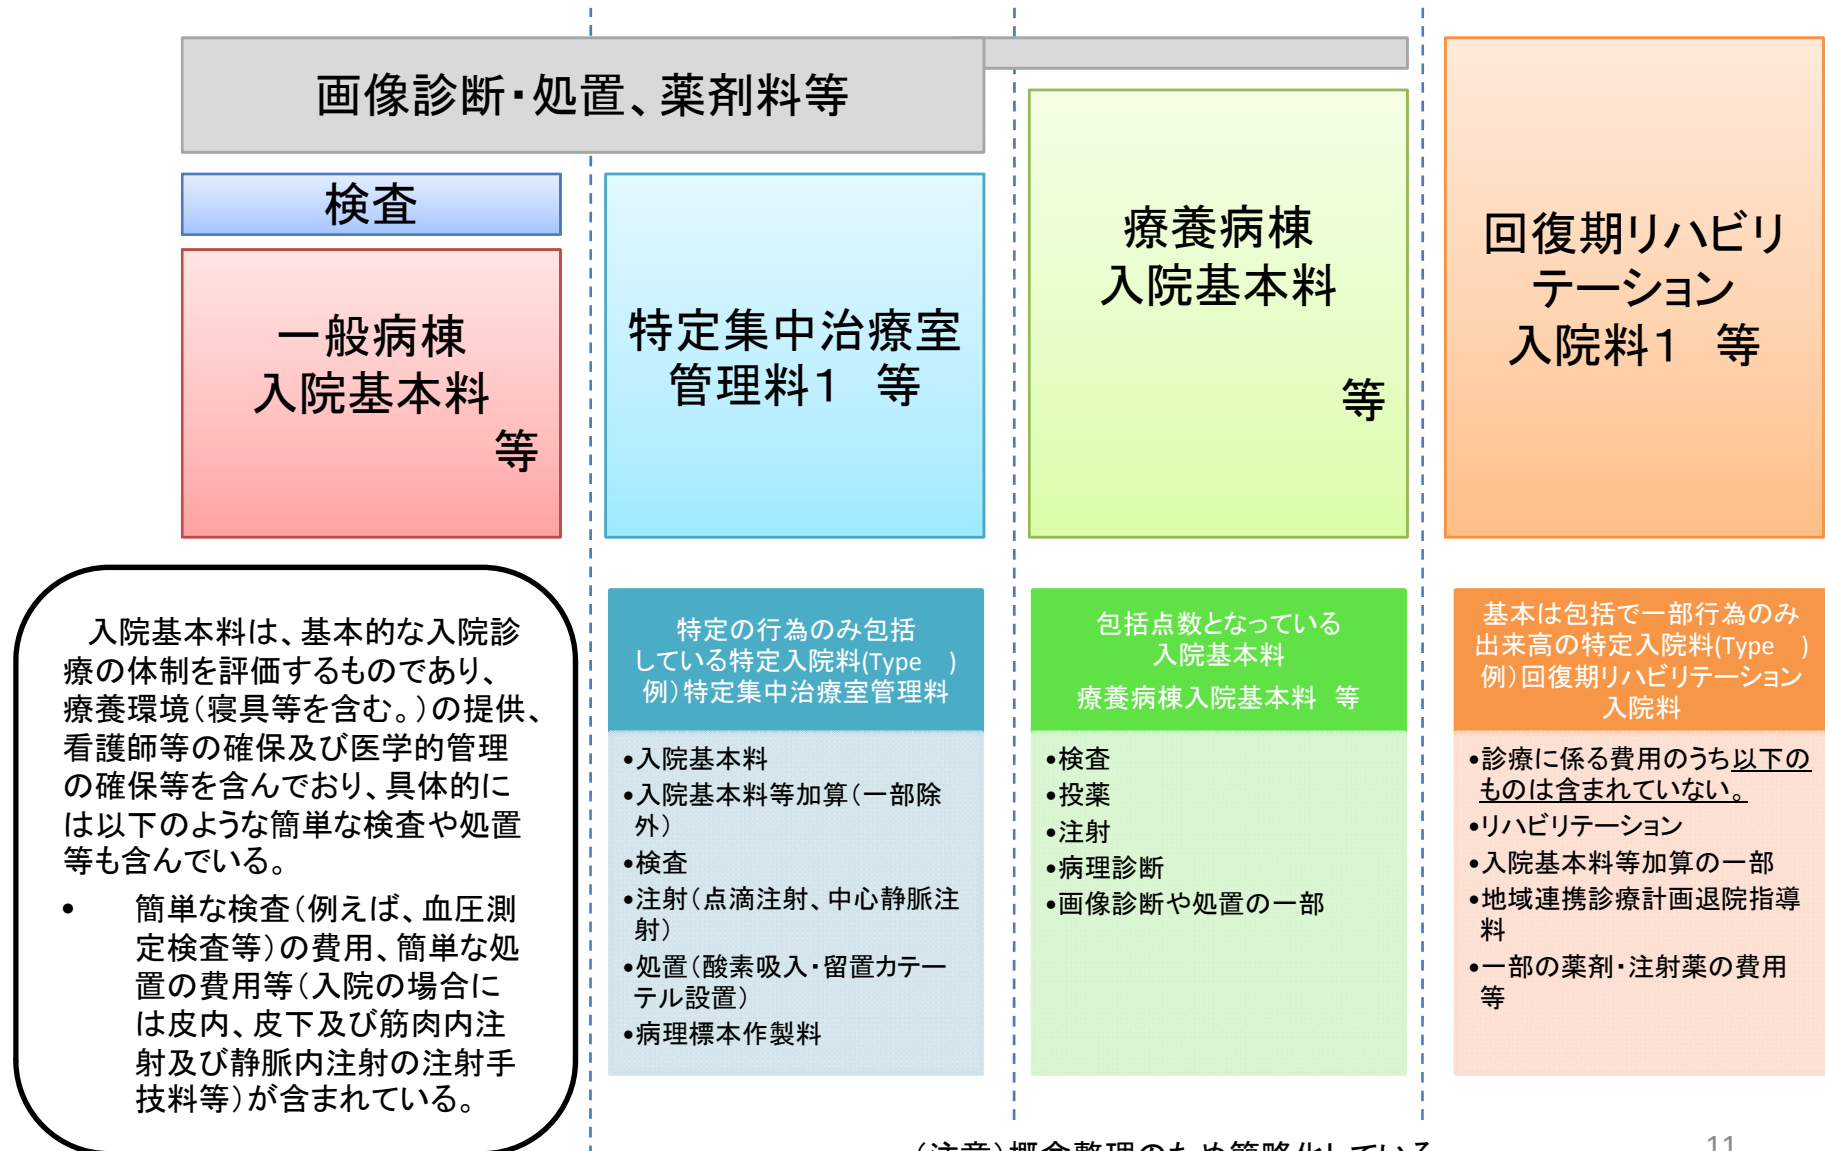 画像診断・処置、薬剤料等
検査
一般病棟
入院基本料
等
特定集中治療室
管理料1　等
療養病棟
入院基本料
等
回復期リハビリ
テーション
入院料1　等
入院基本料は、基本的な入院診
療の体制を評価するものであり、
療養環境（寝具等を含む。）の提供、
看護師等の確保及び医学的管理
の確保等を含んでおり、具体的に
は以下のような簡単な検査や処置
等も含んでいる。
•　簡単な検査（例えば、血圧測
定検査等）の費用、簡単な処
置の費用等（入院の場合に
は皮内、皮下及び筋肉内注
射及び静脈内注射の注射手
技料等）が含まれている。
特定の行為のみ包括
している特定入院料(Type　)
例）特定集中治療室管理料
•入院基本料
•入院基本料等加算（一部除
外）
•検査
•注射（点滴注射、中心静脈注
射）
•処置（酸素吸入・留置カテー
テル設置）
•病理標本作製料
包括点数となっている
入院基本料
療養病棟入院基本料　等
•検査
•投薬
•注射
•病理診断
•画像診断や処置の一部
基本は包括で一部行為のみ
出来高の特定入院料(Type　)
例）回復期リハビリテーション
入院料
•診療に係る費用のうち以下の
ものは含まれていない。
•リハビリテーション
•入院基本料等加算の一部
•地域連携診療計画退院指導
料
•一部の薬剤・注射薬の費用
等
（注意）概念整理のため簡略化している
11